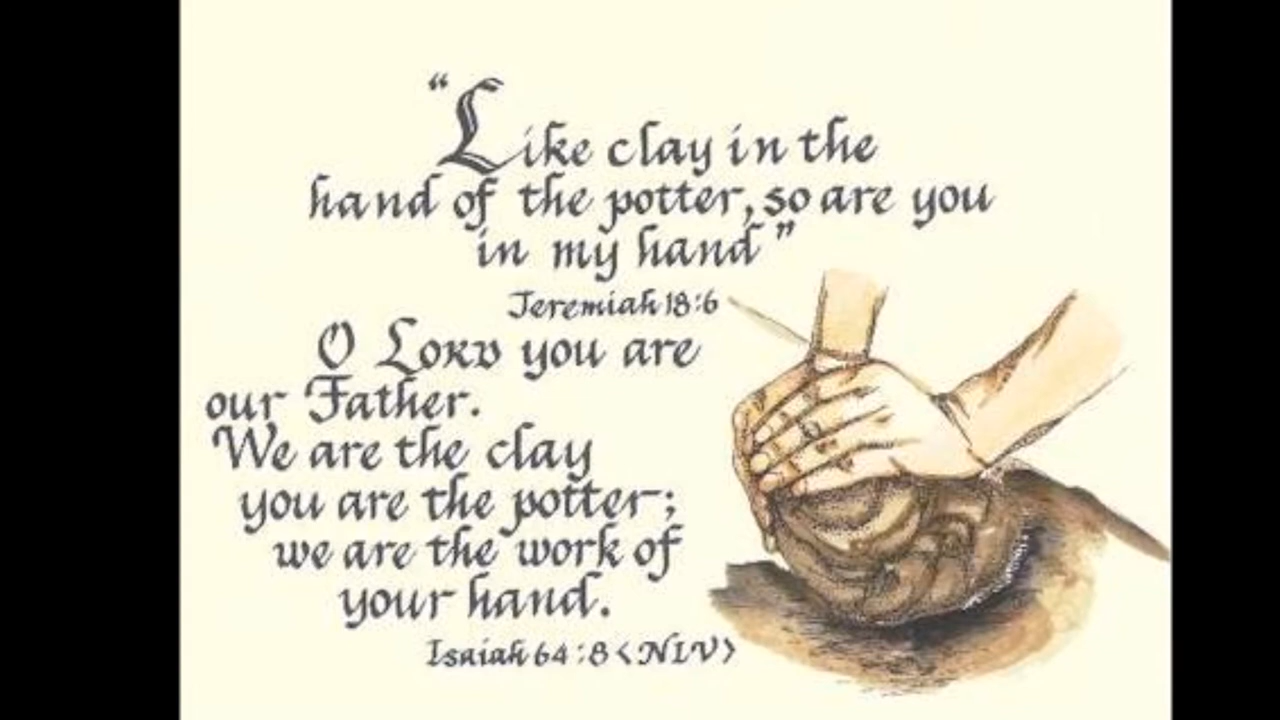 “Like clay in the
hand of the potter, so are you
in my hand”
Jeremiah 18:6
O LORD you are
our Father.
We are the clay
you are the potter;
we are the work of
your hand.
Isaiah 64:8 <NIV>